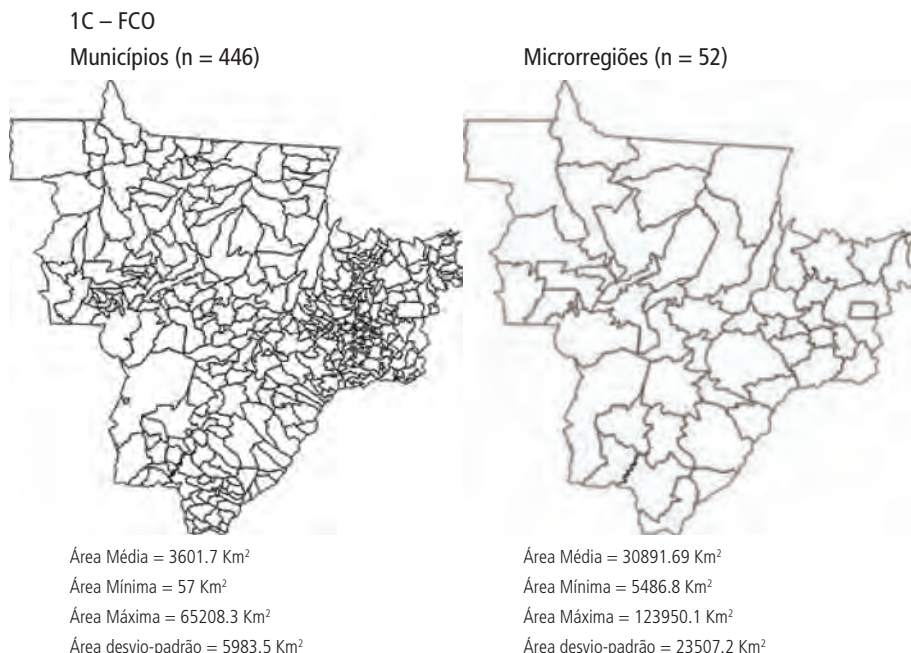 1C – FCO
Municípios (n = 446)
Microrregiões (n = 52)
Área Média = 3601.7 Km²
Área Mínima = 57 Km²
Área Máxima = 65208.3 Km²
Área desvio-padrão = 5983.5 Km²
Área Média = 30891.69 Km²
Área Mínima = 5486.8 Km²
Área Máxima = 123950.1 Km²
Área desvio-padrão = 23507.2 Km²